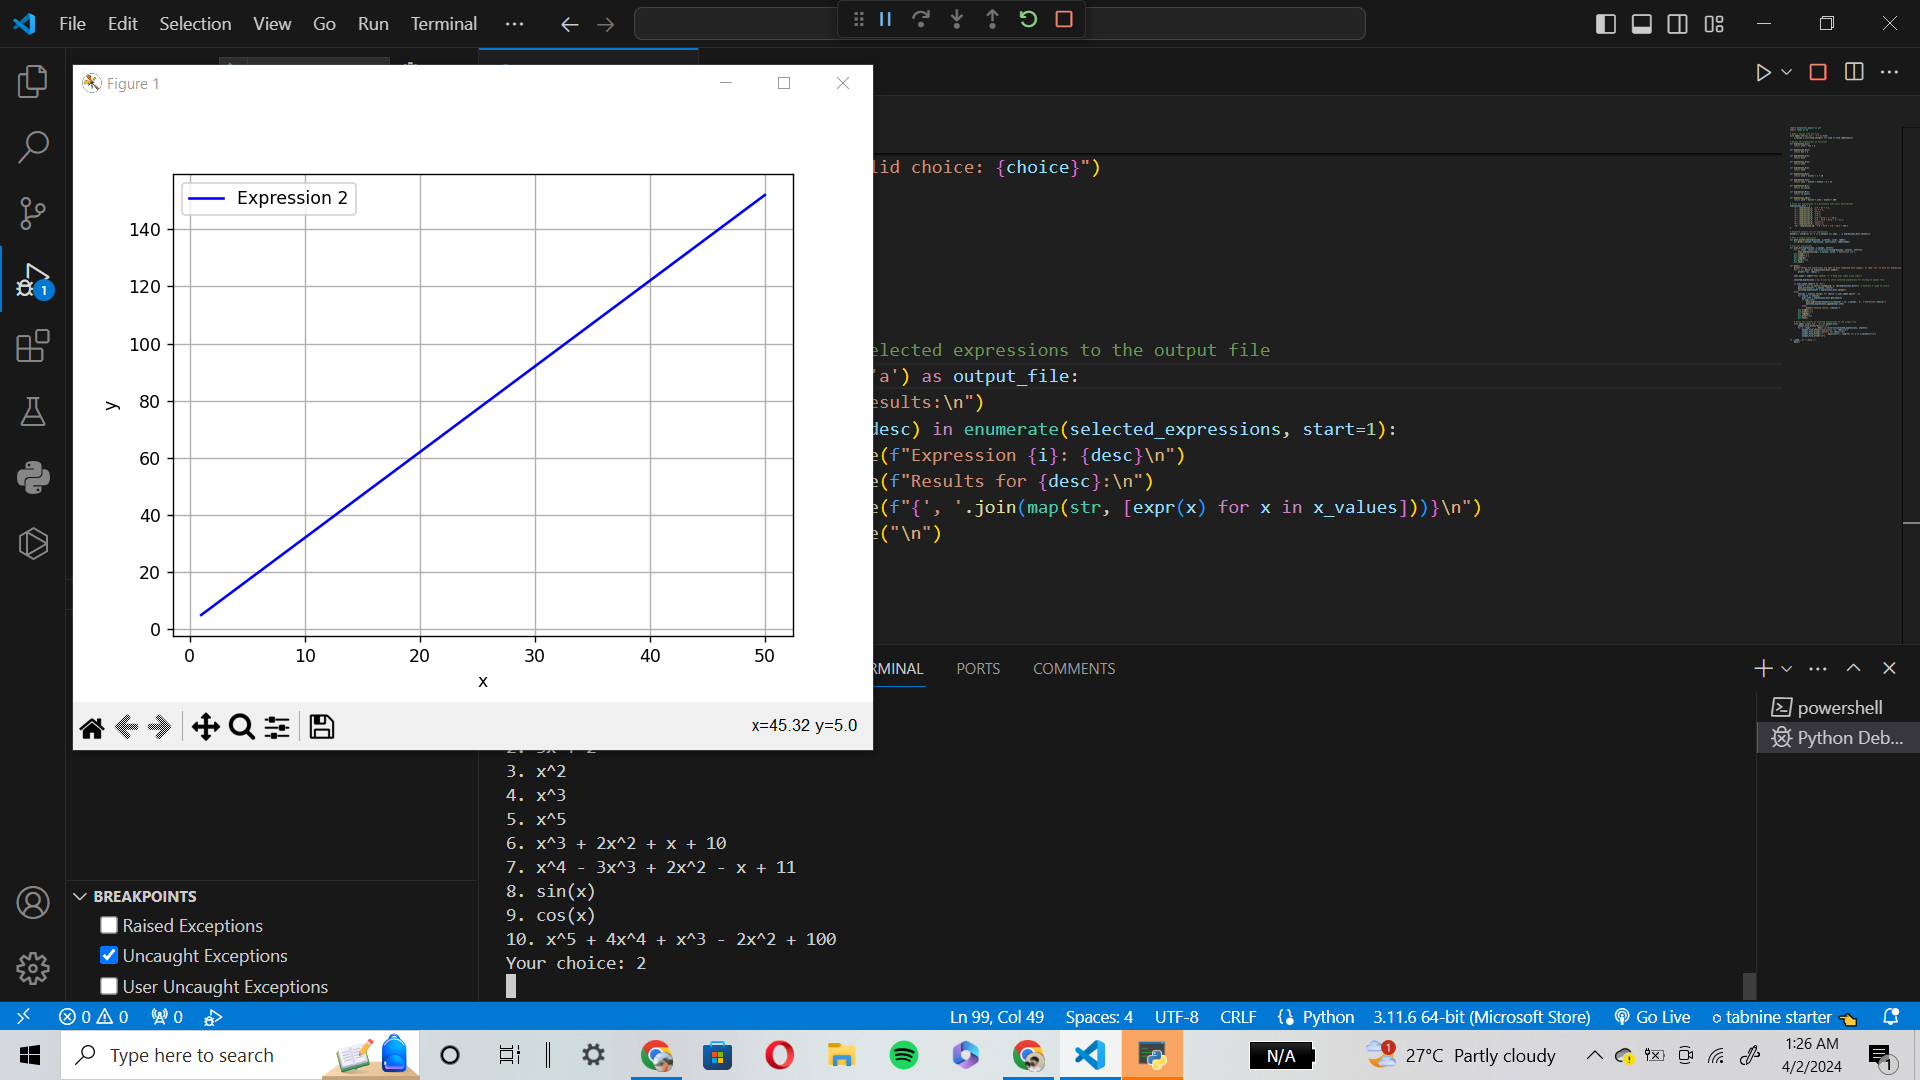 File Edit Selection View Go Run Terminal ···
Figure 1
Expression 2
140
120
100
80
60
40
20
0
y
0 10 20 30 40 50
x
x=45.32 y=5.0
lid choice: {choice}")
elected expressions to the output file
'a') as output_file:
esults:\n")
desc) in enumerate(selected_expressions, start=1):
e(f"Expression {i}: {desc}\n")
e(f"Results for {desc}:\n")
e(f"{', '.join(map(str, [expr(x) for x in x_values]))}\n")
e("\n")
RMINAL PORTS COMMENTS
powershell
Python Deb...
3. x^2
4. x^3
5. x^5
6. x^3 + 2x^2 + x + 10
7. x^4 - 3x^3 + 2x^2 - x + 11
8. sin(x)
9. cos(x)
10. x^5 + 4x^4 + x^3 - 2x^2 + 100
Your choice: 2
1
BREAKPOINTS
Raised Exceptions
Uncaught Exceptions
User Uncaught Exceptions
0 0 0 Ln 99, Col 49 Spaces: 4 UTF-8 CRLF Python 3.11.6 64-bit (Microsoft Store) Go Live tabnine starter
Type here to search N/A 1 27°C Partly cloudy 1:26 AM
4/2/2024 1